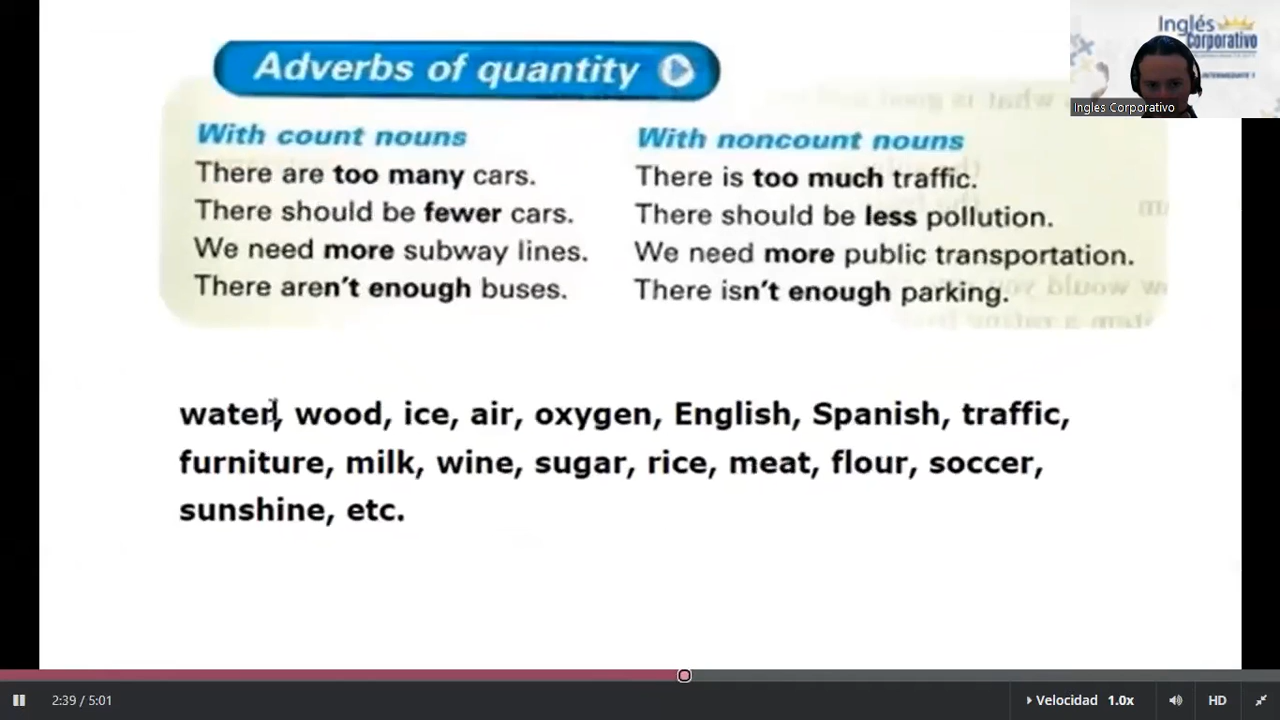 Inglés
Corporativo
INTERMEDIATE 1
Ingles Corporativo
Adverbs of quantity
With count nouns
There are too many cars.
There should be fewer cars.
We need more subway lines.
There aren't enough buses.
With noncount nouns
There is too much traffic.
There should be less pollution.
We need more public transportation.
There isn't enough parking.
water, wood, ice, air, oxygen, English, Spanish, traffic,
furniture, milk, wine, sugar, rice, meat, flour, soccer,
sunshine, etc.
2:39 / 5:01
Velocidad 1.0x
HD